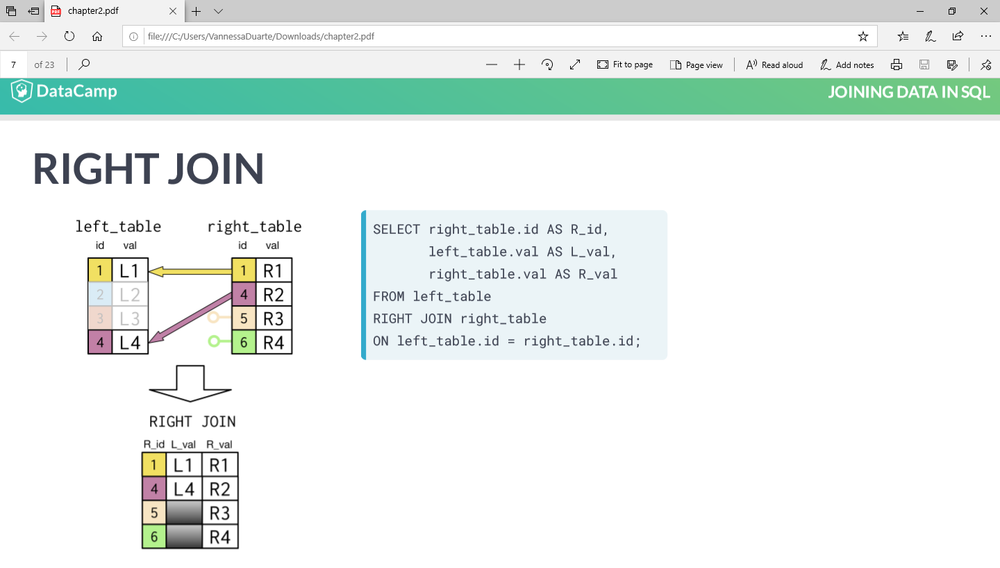 chapter2.pdf
file:///C:/Users/VannessaDuarte/Downloads/chapter2.pdf
7 of 23 Fit to page Page view Read aloud Add notes
DataCamp JOINING DATA IN SQL
RIGHT JOIN
left_table right_table
id val id val
1 L1 1 R1
2 L2 4 R2
3 L3 5 R3
4 L4 6 R4
RIGHT JOIN
R_id L_val R_val
1 L1 R1
4 L4 R2
5 R3
6 R4
SELECT right_table.id AS R_id,
left_table.val AS L_val,
right_table.val AS R_val
FROM left_table
RIGHT JOIN right_table
ON left_table.id = right_table.id;